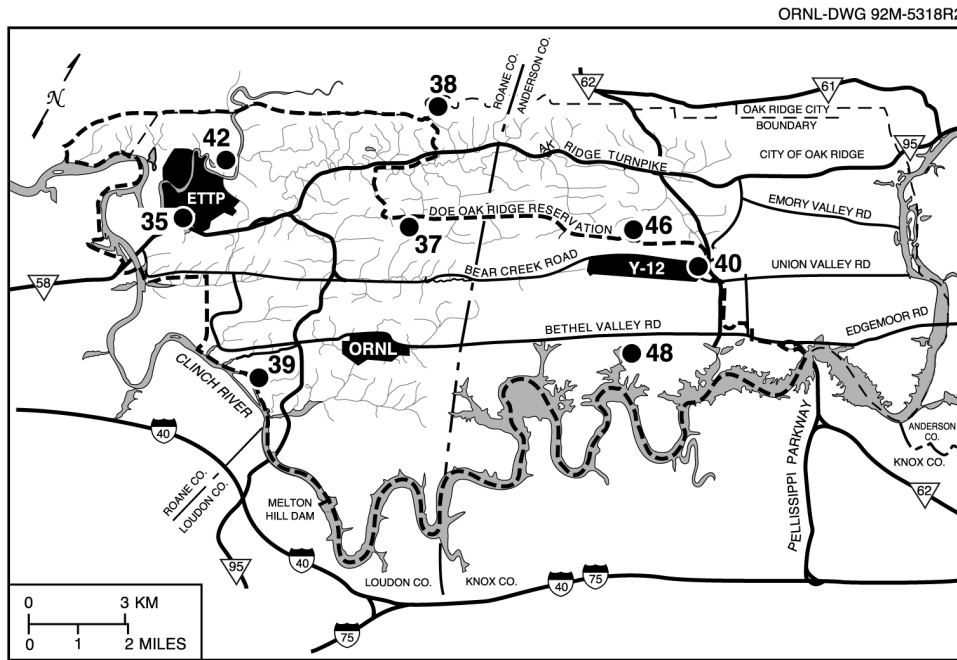 ORNL-DWG 92M-5318R2
N
38
ROANE CO.
ANDERSON CO.
62
61
OAK RIDGE CITY
BOUNDARY
95
42
AK RIDGE TURNPIKE
CITY OF OAK RIDGE
ETTP
35
DOE OAK RIDGE RESERVATION
37
46
EMORY VALLEY RD
BEAR CREEK ROAD
Y-12
40
UNION VALLEY RD
58
BETHEL VALLEY RD
EDGEMOOR RD
ORNL
48
39
CLINCH RIVER
40
ANDERSON
CO.
KNOX CO.
PELLISSIPPI PARKWAY
62
ROANE CO.
LOUDON CO.
MELTON
HILL DAM
95
40
LOUDON CO.
KNOX CO.
40
75
75
0 3 KM
0 1 2 MILES